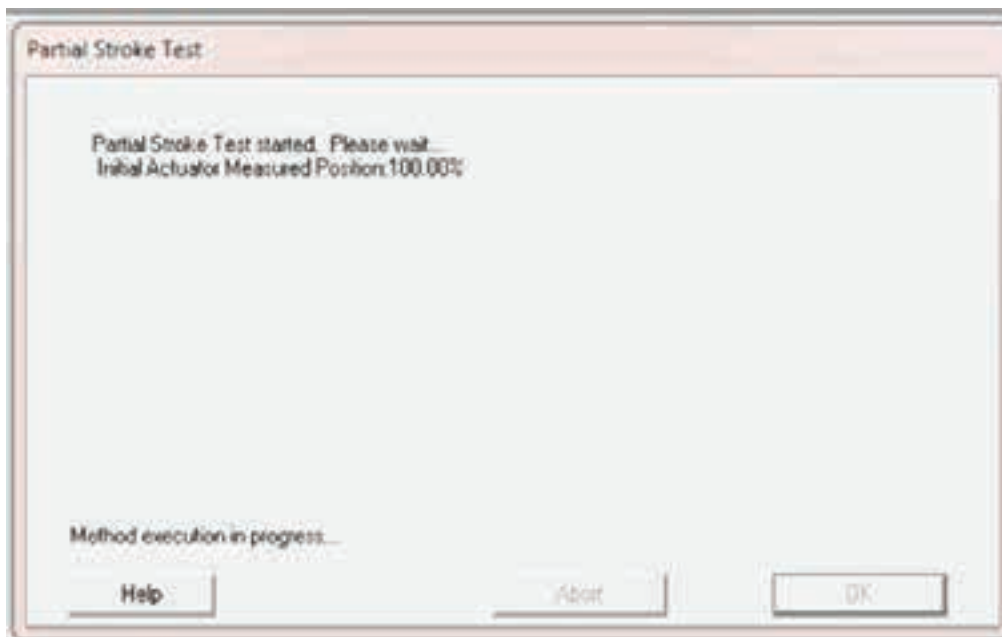 Partial Stroke Test
Partial Stroke Test started. Please wait...
Initial Actuator Measured Position:100.00%
Method execution in progress...
Help
Abort
OK